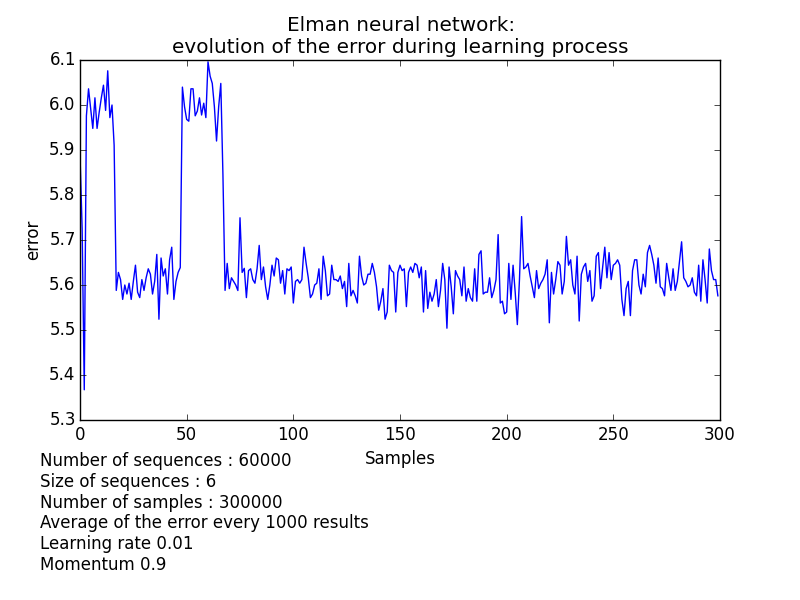 Elman neural network:
evolution of the error during learning process
6.1
6.0
5.9
5.8
5.7
5.6
5.5
5.4
5.3
error
0 50 100 150 200 250 300
Samples
Number of sequences : 60000
Size of sequences : 6
Number of samples : 300000
Average of the error every 1000 results
Learning rate 0.01
Momentum 0.9